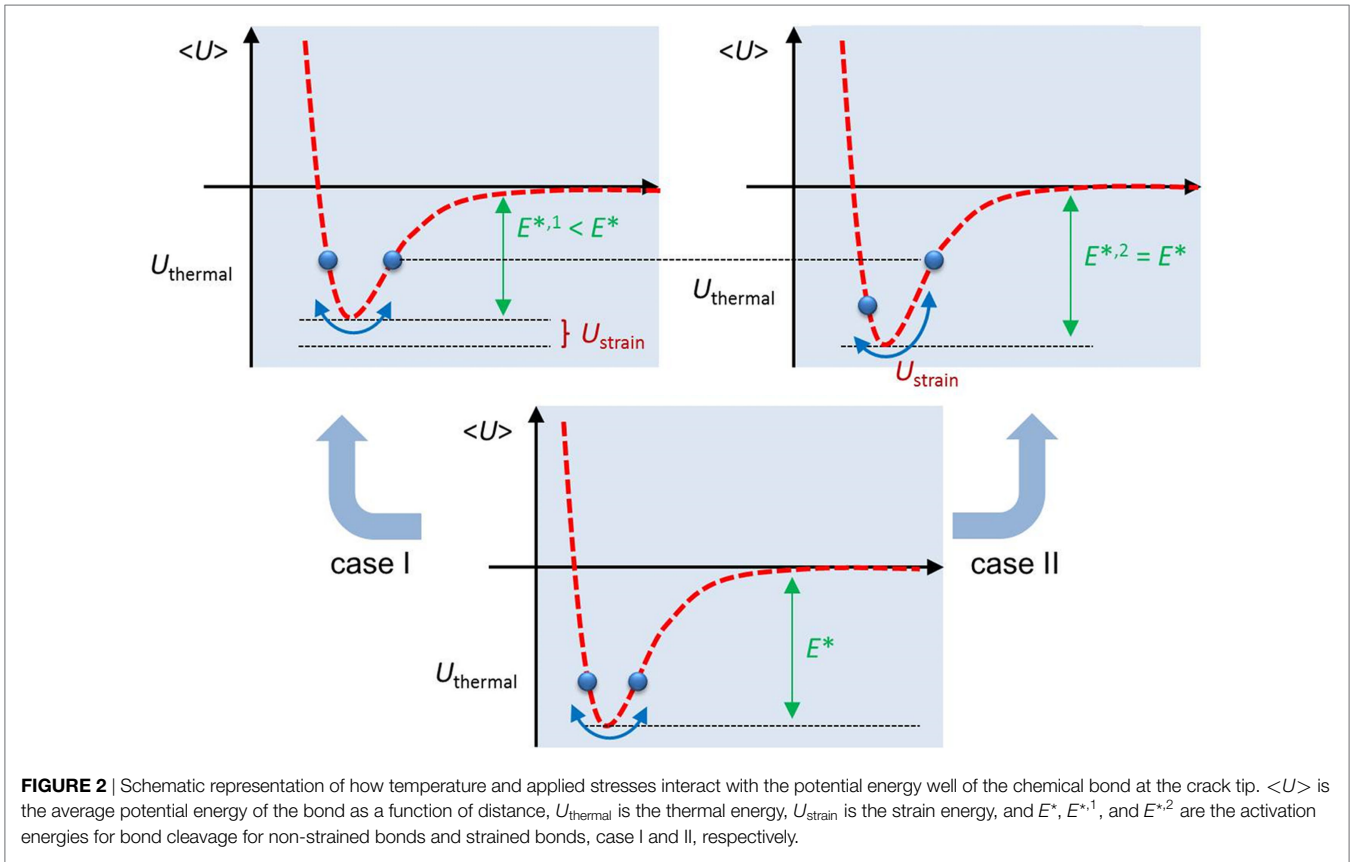 <U>
<U>
E*,1 < E*
E*,2 = E*
Uthermal
Uthermal
} Ustrain
Ustrain
<U>
case I
case II
E*
Uthermal
FIGURE 2 | Schematic representation of how temperature and applied stresses interact with the potential energy well of the chemical bond at the crack tip. <U> is
the average potential energy of the bond as a function of distance, Uthermal is the thermal energy, Ustrain is the strain energy, and E*, E*,1, and E*,2 are the activation
energies for bond cleavage for non-strained bonds and strained bonds, case I and II, respectively.